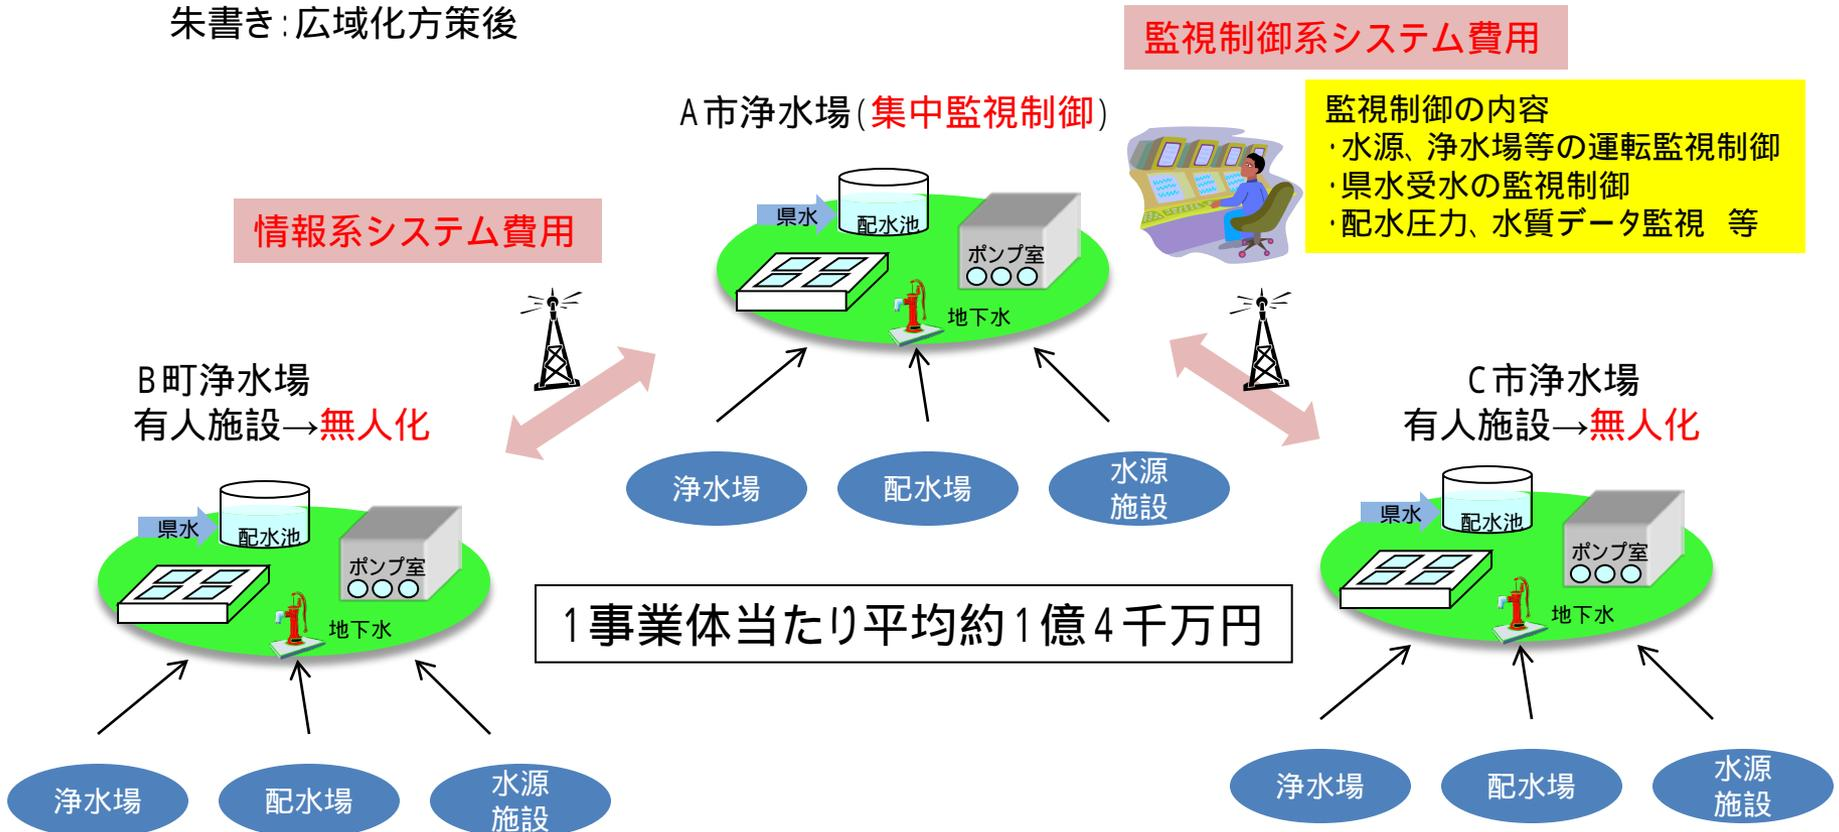 朱書き:広域化方策後
監視制御系システム費用
A市浄水場(集中監視制御)
監視制御の内容
・水源、浄水場等の運転監視制御
・県水受水の監視制御
・配水圧力、水質データ監視 等
情報系システム費用
県水
配水池
ポンプ室
地下水
B町浄水場
有人施設→無人化
C市浄水場
有人施設→無人化
浄水場
配水場
水源
施設
県水
配水池
ポンプ室
地下水
県水
配水池
ポンプ室
地下水
1事業体当たり平均約1億4千万円
浄水場
配水場
水源
施設
浄水場
配水場
水源
施設